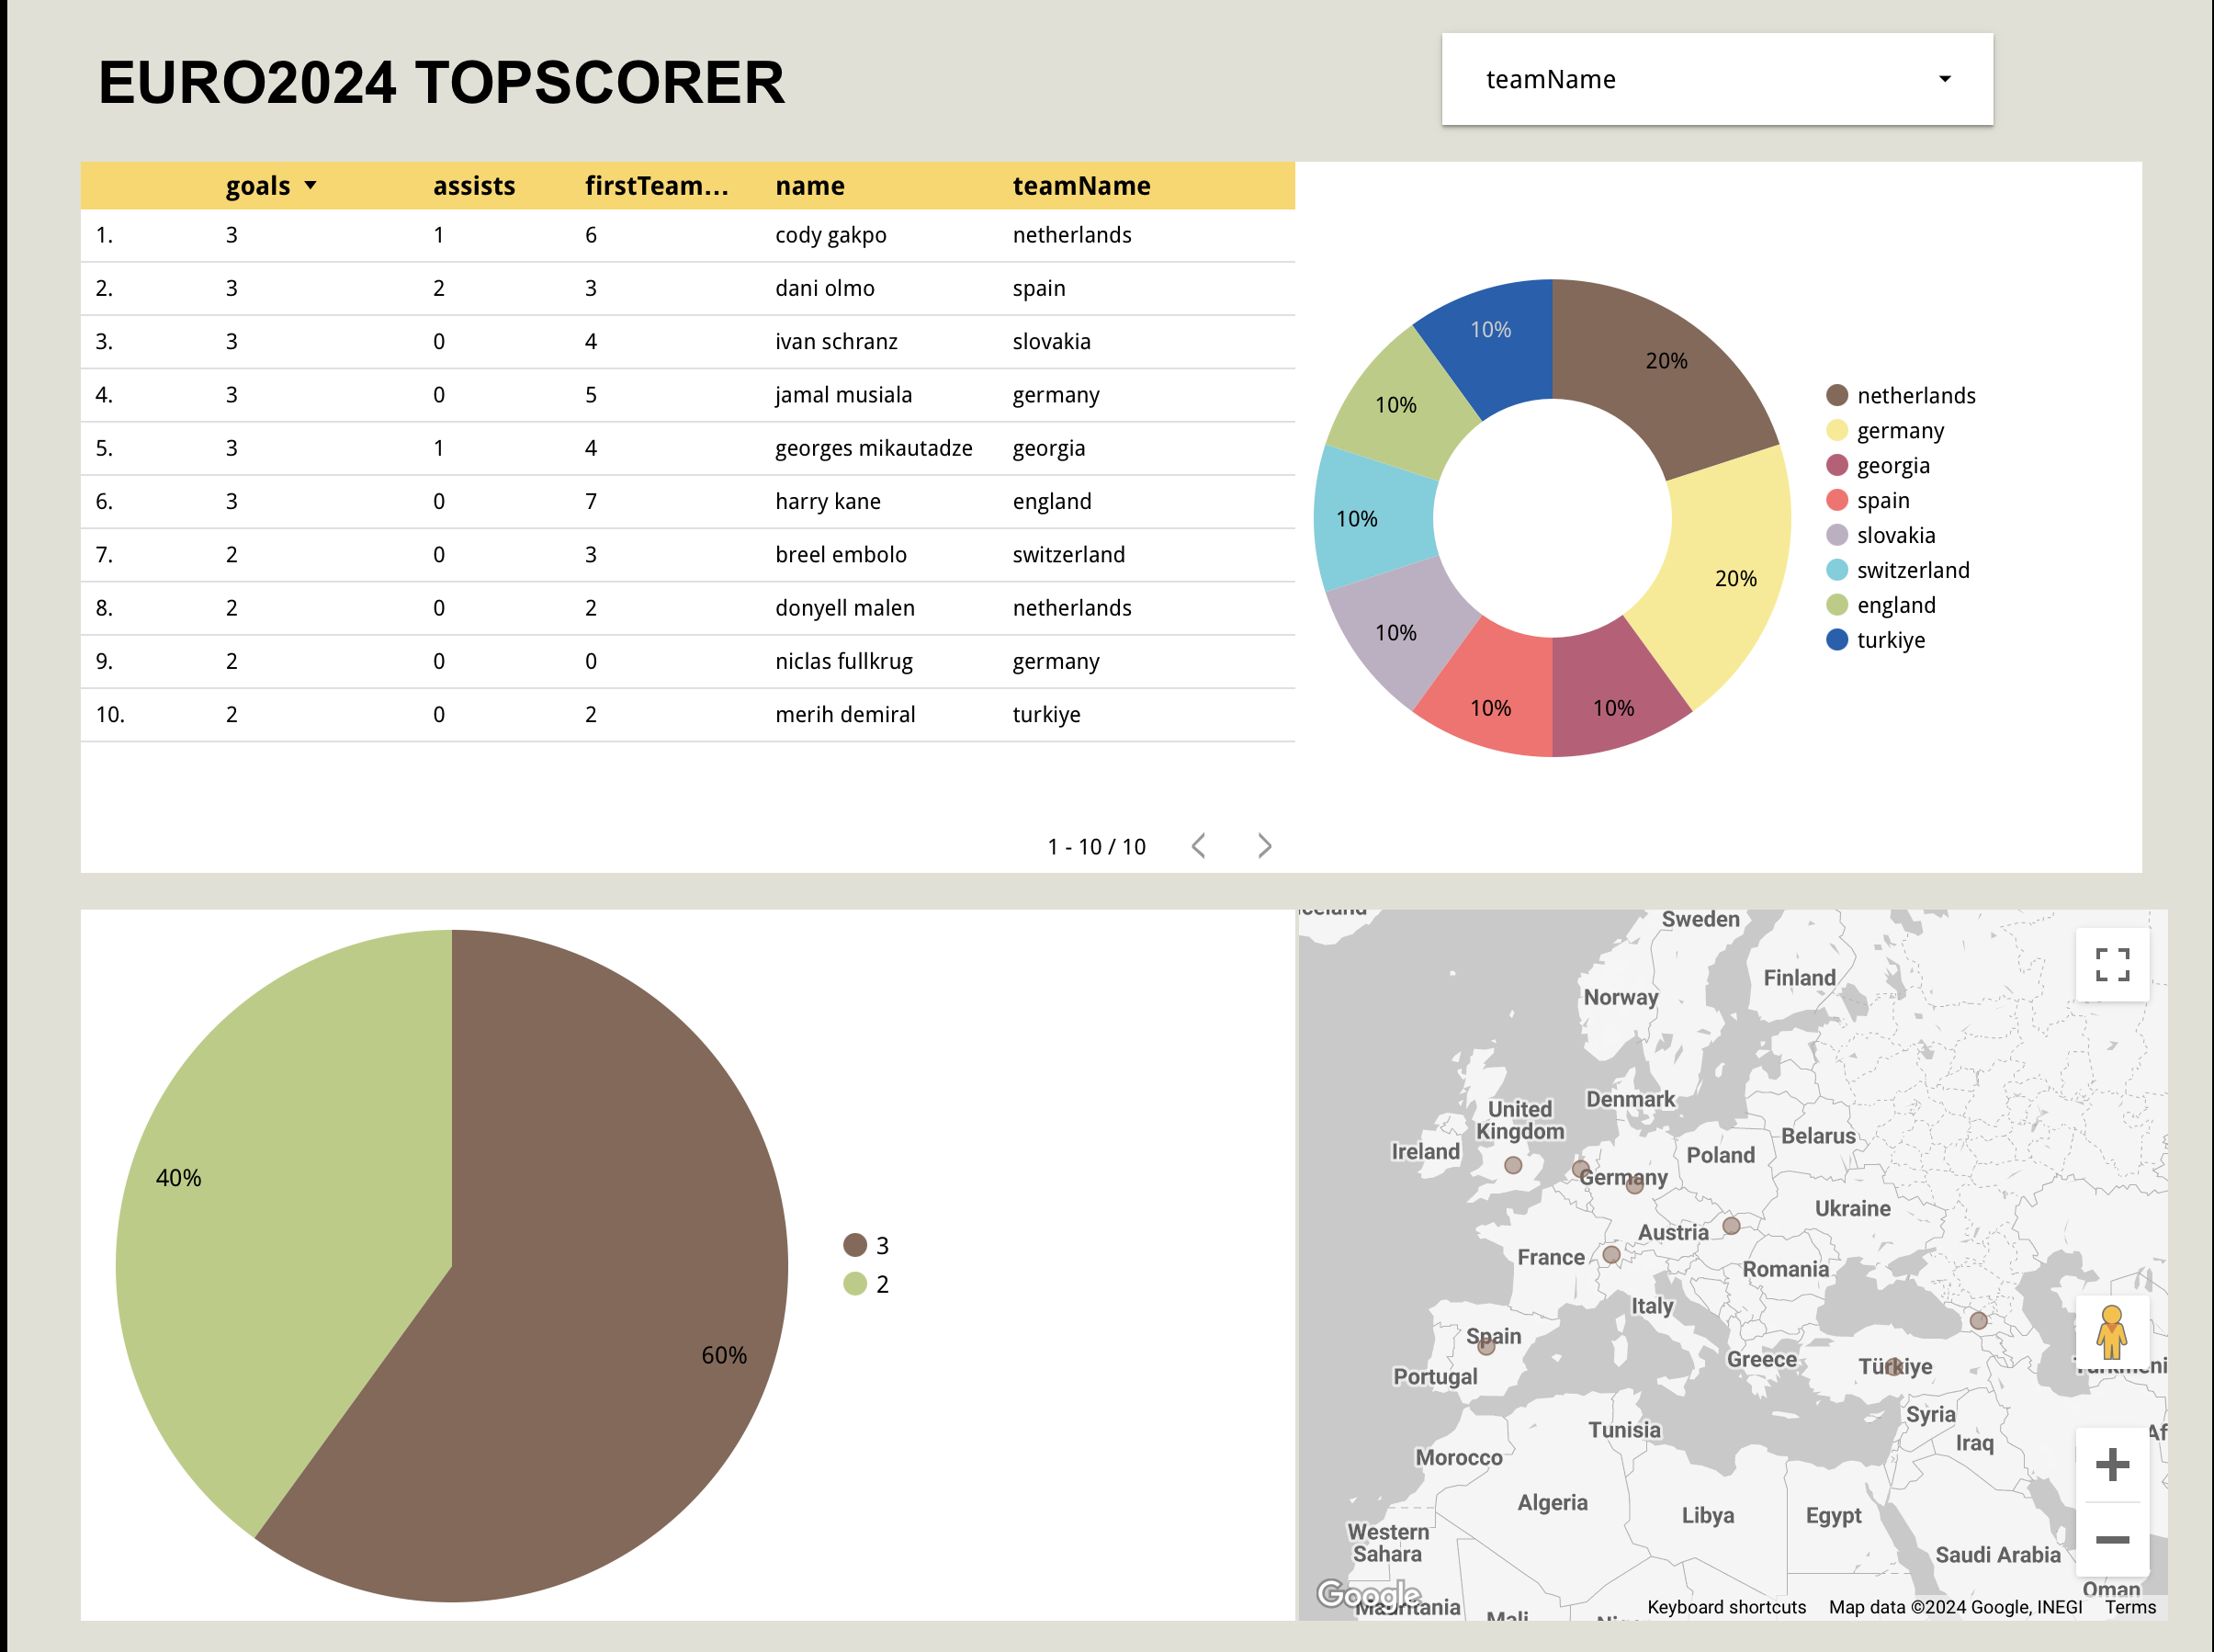 EURO2024 TOPSCORER
teamName
goals assists firstTeam... name teamName
1. 3 1 6 cody gakpo netherlands
2. 3 2 3 dani olmo spain
3. 3 0 4 ivan schranz slovakia
4. 3 0 5 jamal musiala germany
5. 3 1 4 georges mikautadze georgia
6. 3 0 7 harry kane england
7. 2 0 3 breel embolo switzerland
8. 2 0 2 donyell malen netherlands
9. 2 0 0 niclas fullkrug germany
10. 2 0 2 merih demiral turkiye
1 - 10 / 10
10%
20%
10%
10%
20%
10%
10%
10%
netherlands
germany
georgia
spain
slovakia
switzerland
england
turkiye
40%
60%
3
2
Sweden
Finland
Norway
Denmark
United
Kingdom
Ireland
Belarus
Poland
Germany
Ukraine
Austria
France
Romania
Italy
Spain
Greece
Türkiye
Portugal
Syria
Tunisia
Iraq
Morocco
Algeria
Libya
Egypt
Western
Sahara
Saudi Arabia
Oman
Google
Mauritania
Mali
Keyboard shortcuts Map data ©2024 Google, INEGI Terms